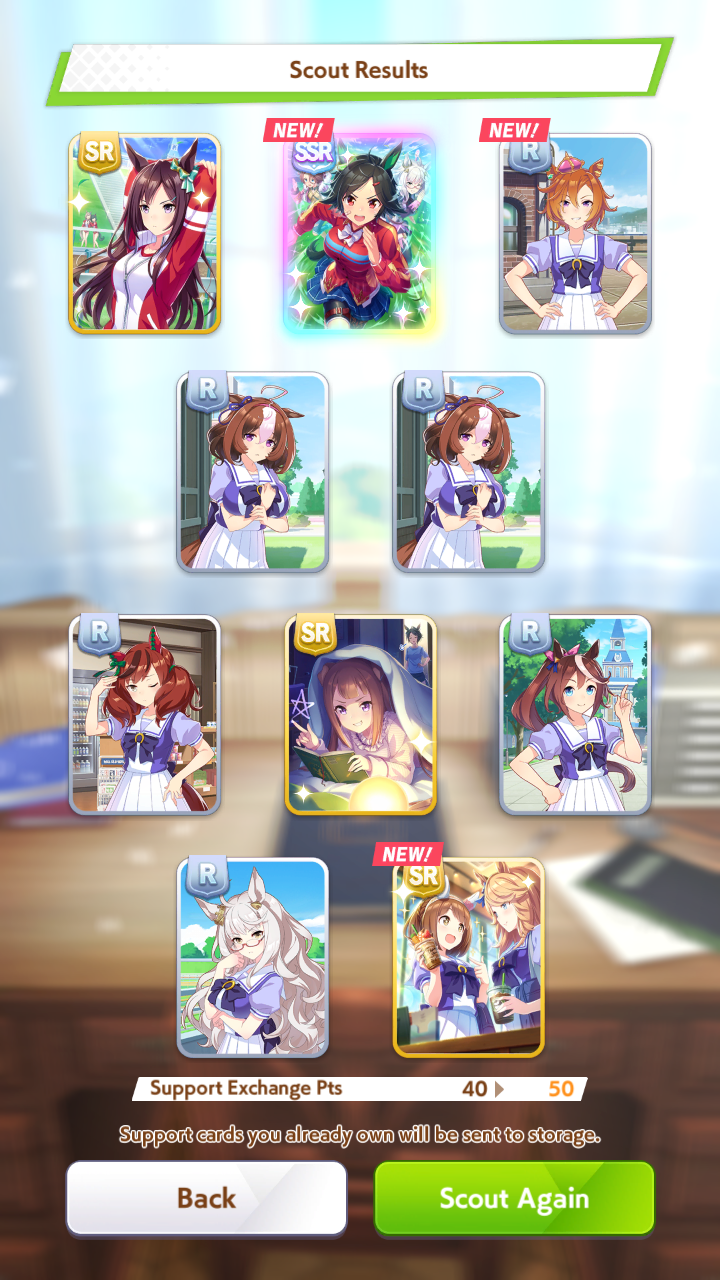 Scout Results
SR
NEW!
SSR
NEW!
R
R
R
R
SR
R
R
NEW!
SR
Support Exchange Pts 40 50
Support cards you already own will be sent to storage.
Back
Scout Again